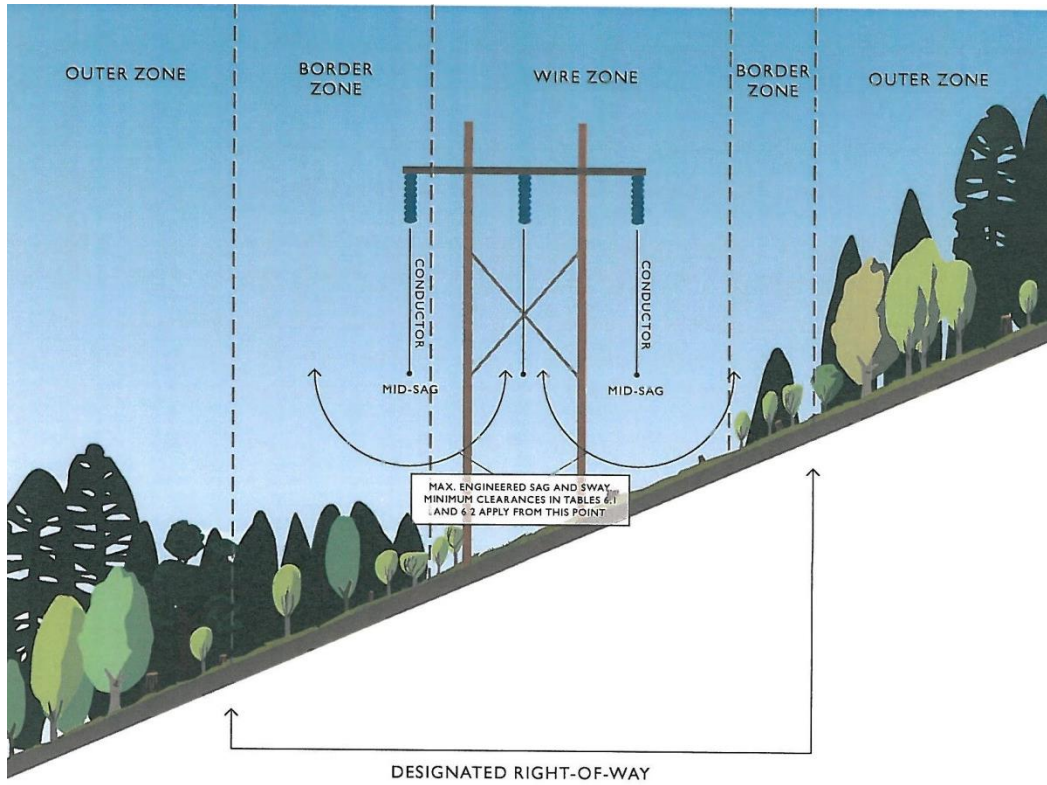 OUTER ZONE
BORDER
ZONE
WIRE ZONE
BORDER
ZONE
OUTER ZONE
CONDUCTOR
CONDUCTOR
MID-SAG
MID-SAG
MAX. ENGINEERED SAG AND SWAY
MINIMUM CLEARANCES IN TABLES 6.1
AND 6.2 APPLY FROM THIS POINT
DESIGNATED RIGHT-OF-WAY